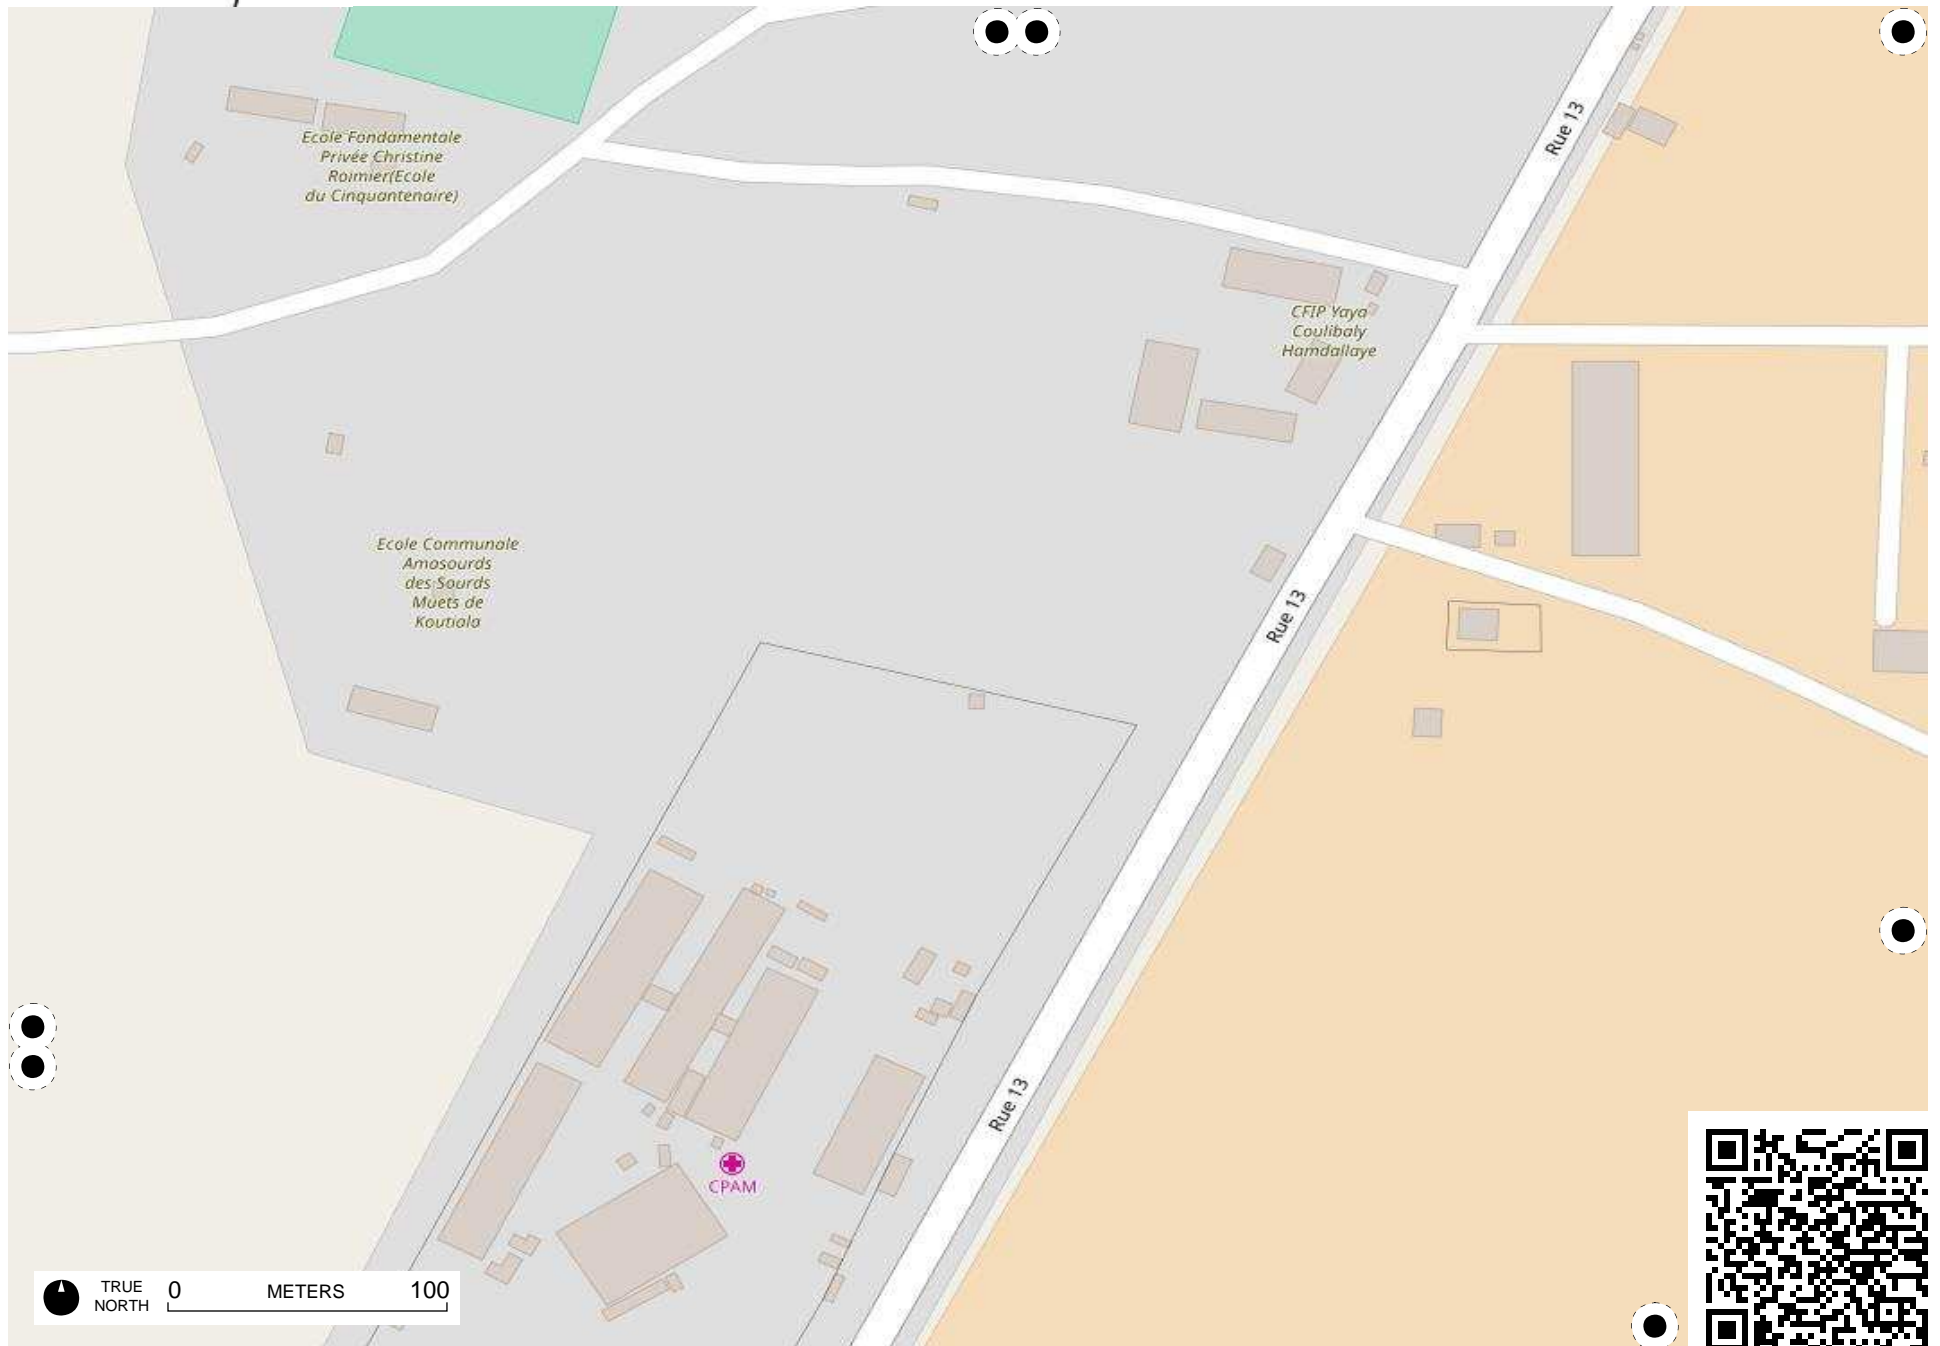 Rue 13
Ecole Fondamentale
Privée Christine
Roimier(Ecole
du Cinquantenaire)
CFIP Yaya
Coulibaly
Hamdallaye
Ecole Communale
Amasourds
des Sourds
Muets de
Koutiala
Rue 13
Rue 13
CPAM
TRUE
NORTH
0 METERS 100